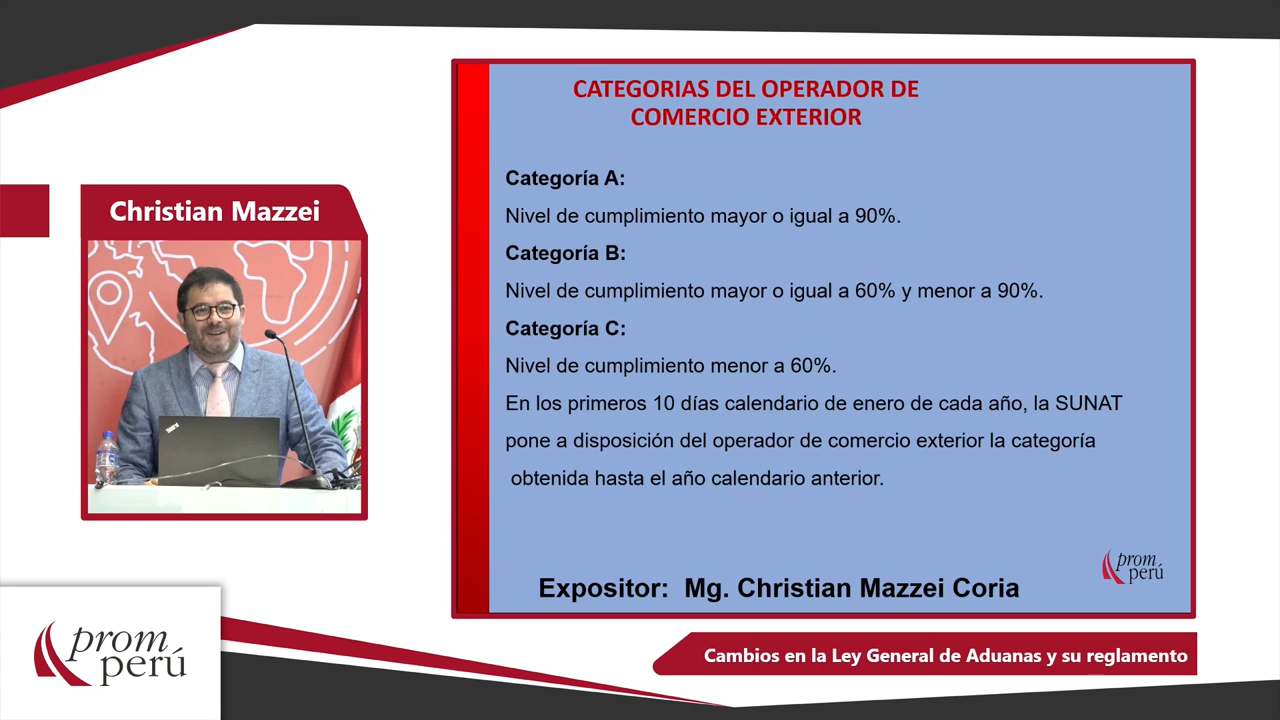 Christian Mazzei
CATEGORIAS DEL OPERADOR DE
COMERCIO EXTERIOR
Categoría A:
Nivel de cumplimiento mayor o igual a 90%.
Categoría B:
Nivel de cumplimiento mayor o igual a 60% y menor a 90%.
Categoría C:
Nivel de cumplimiento menor a 60%.
En los primeros 10 días calendario de enero de cada año, la SUNAT
pone a disposición del operador de comercio exterior la categoría
obtenida hasta el año calendario anterior.
prom
perú
Expositor: Mg. Christian Mazzei Coria
prom
perú
Cambios en la Ley General de Aduanas y su reglamento